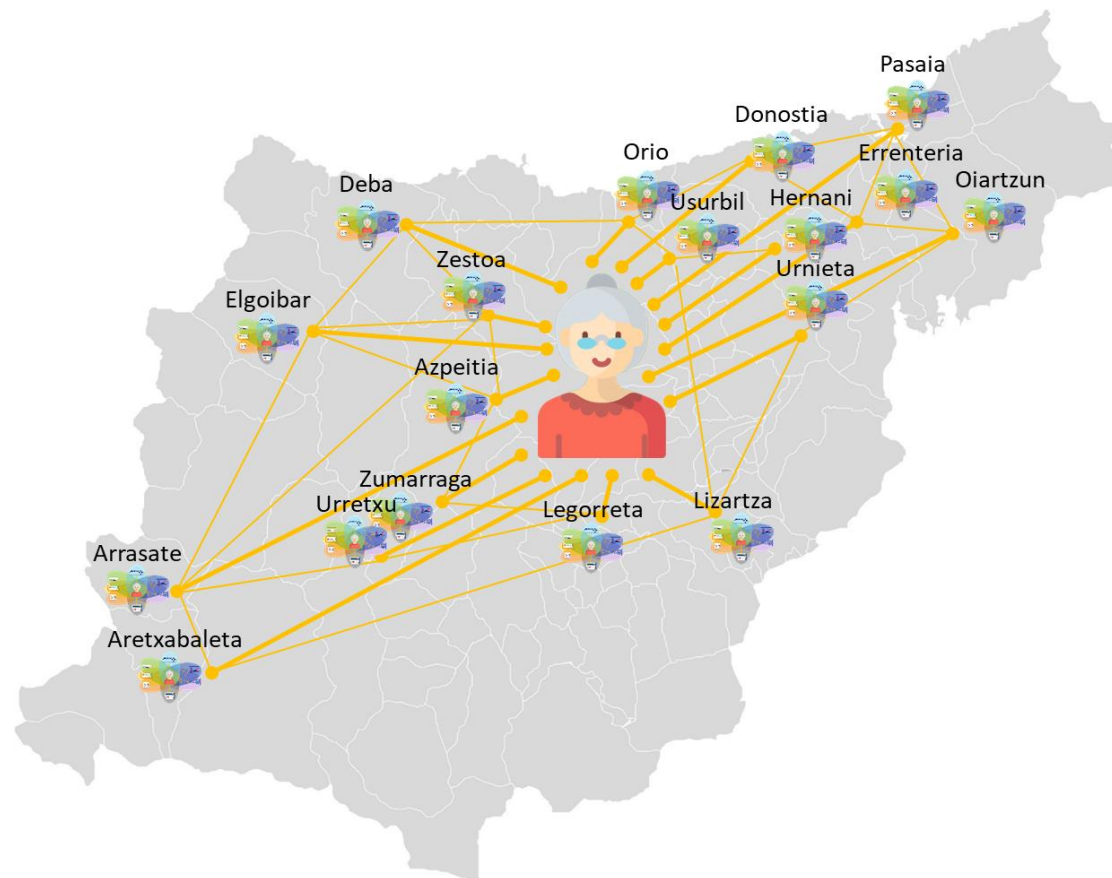 Pasaia
Donostia
Errenteria
Orio
Oiartzun
Deba
Hernani
Usurbil
Zestoa
Urnieta
Elgoibar
Azpeitia
Zumarraga
Urretxu
Legorreta
Lizartza
Arrasate
Aretxabaleta